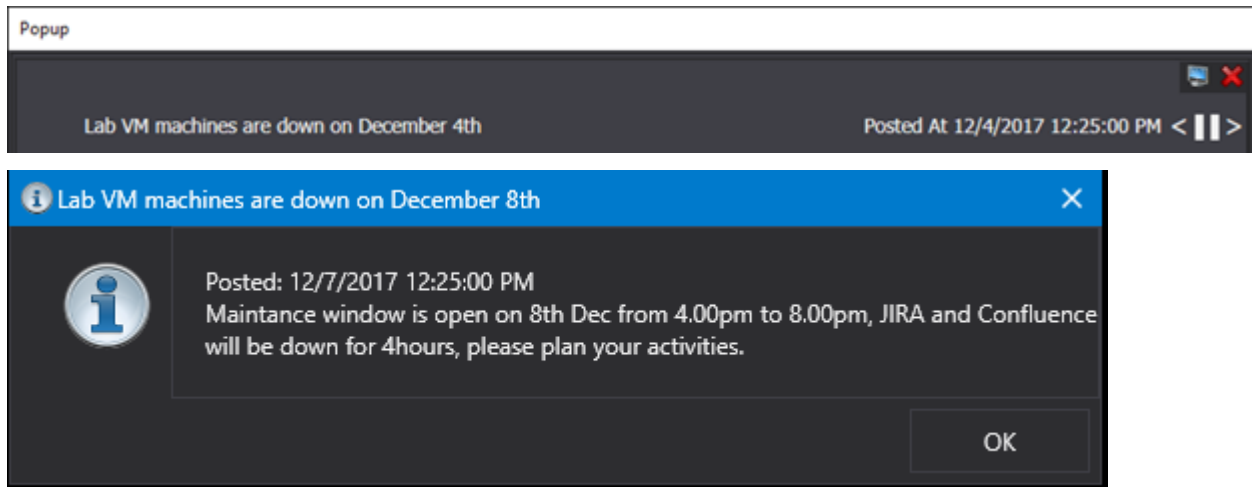 Popup
Lab VM machines are down on December 4th Posted At 12/4/2017 12:25:00 PM < >
Lab VM machines are down on December 8th
Posted: 12/7/2017 12:25:00 PM
Maintance window is open on 8th Dec from 4.00pm to 8.00pm, JIRA and Confluence
will be down for 4hours, please plan your activities.
OK